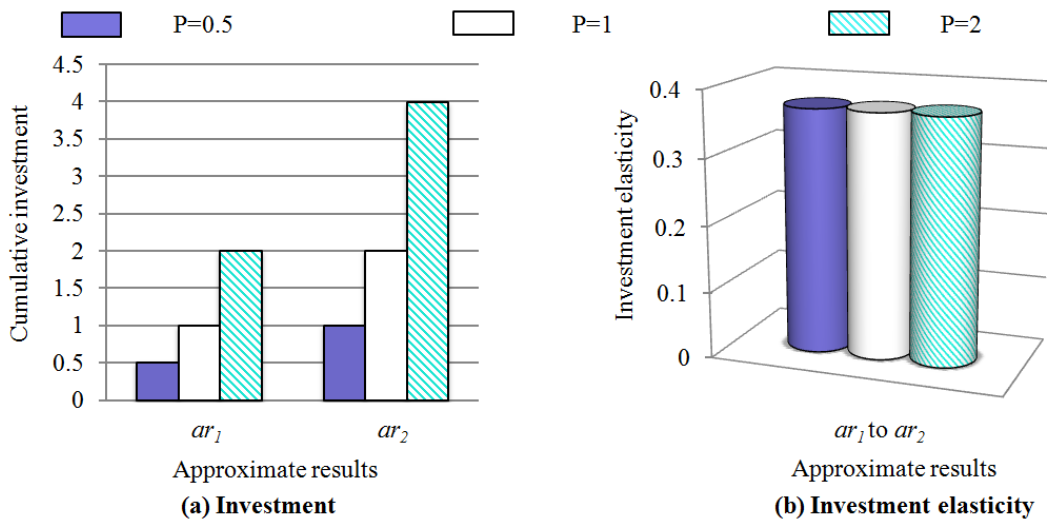 P=0.5
P=1
P=2
Cumulative investment
4.5
4
3.5
3
2.5
2
1.5
1
0.5
0
ar1
ar2
Approximate results
(a) Investment
Investment elasticity
0.4
0.3
0.2
0.1
0
ar1 to ar2
Approximate results
(b) Investment elasticity